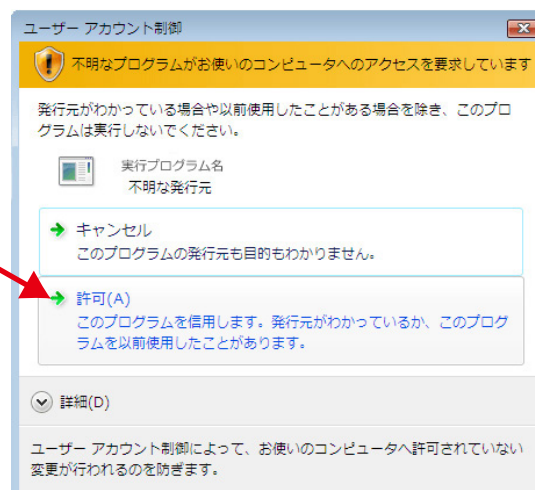 ユーザー アカウント制御
不明なプログラムがお使いのコンピュータへのアクセスを要求しています
発行元がわかっている場合や以前使用したことがある場合を除き、このプロ
グラムは実行しないでください。
実行プログラム名
不明な発行元
キャンセル
このプログラムの発行元も目的もわかりません。
許可(A)
このプログラムを信用します。発行元がわかっているか、このプログ
ラムを以前使用したことがあります。
詳細(D)
ユーザー アカウント制御によって、お使いのコンピュータへ許可されていない
変更が行われるのを防ぎます。